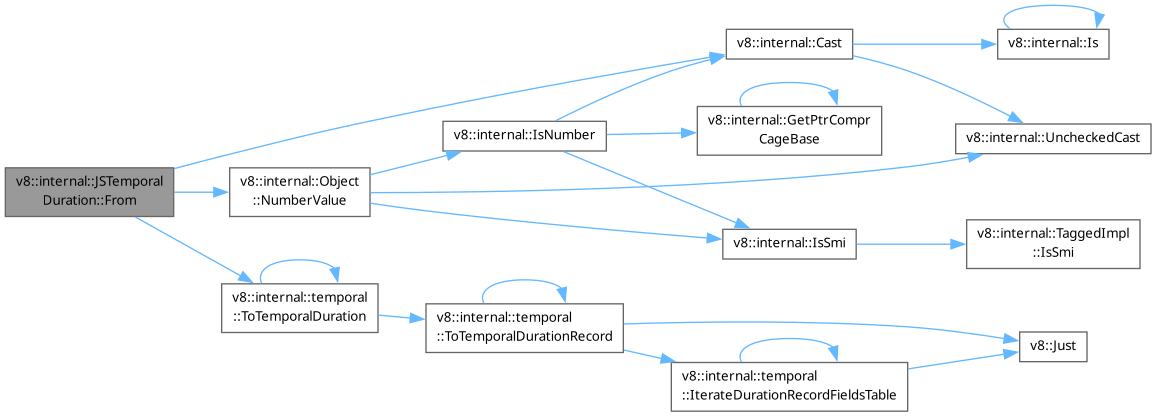 v8::internal::JSTemporal
Duration::From
v8::internal::Object
::NumberValue
v8::internal::temporal
::ToTemporalDuration
v8::internal::IsNumber
v8::internal::temporal
::ToTemporalDurationRecord
v8::internal::Cast
v8::internal::GetPtrCompr
CageBase
v8::internal::IsSmi
v8::internal::temporal
::IterateDurationRecordFieldsTable
v8::internal::Is
v8::internal::UncheckedCast
v8::internal::TaggedImpl
::IsSmi
v8::Just